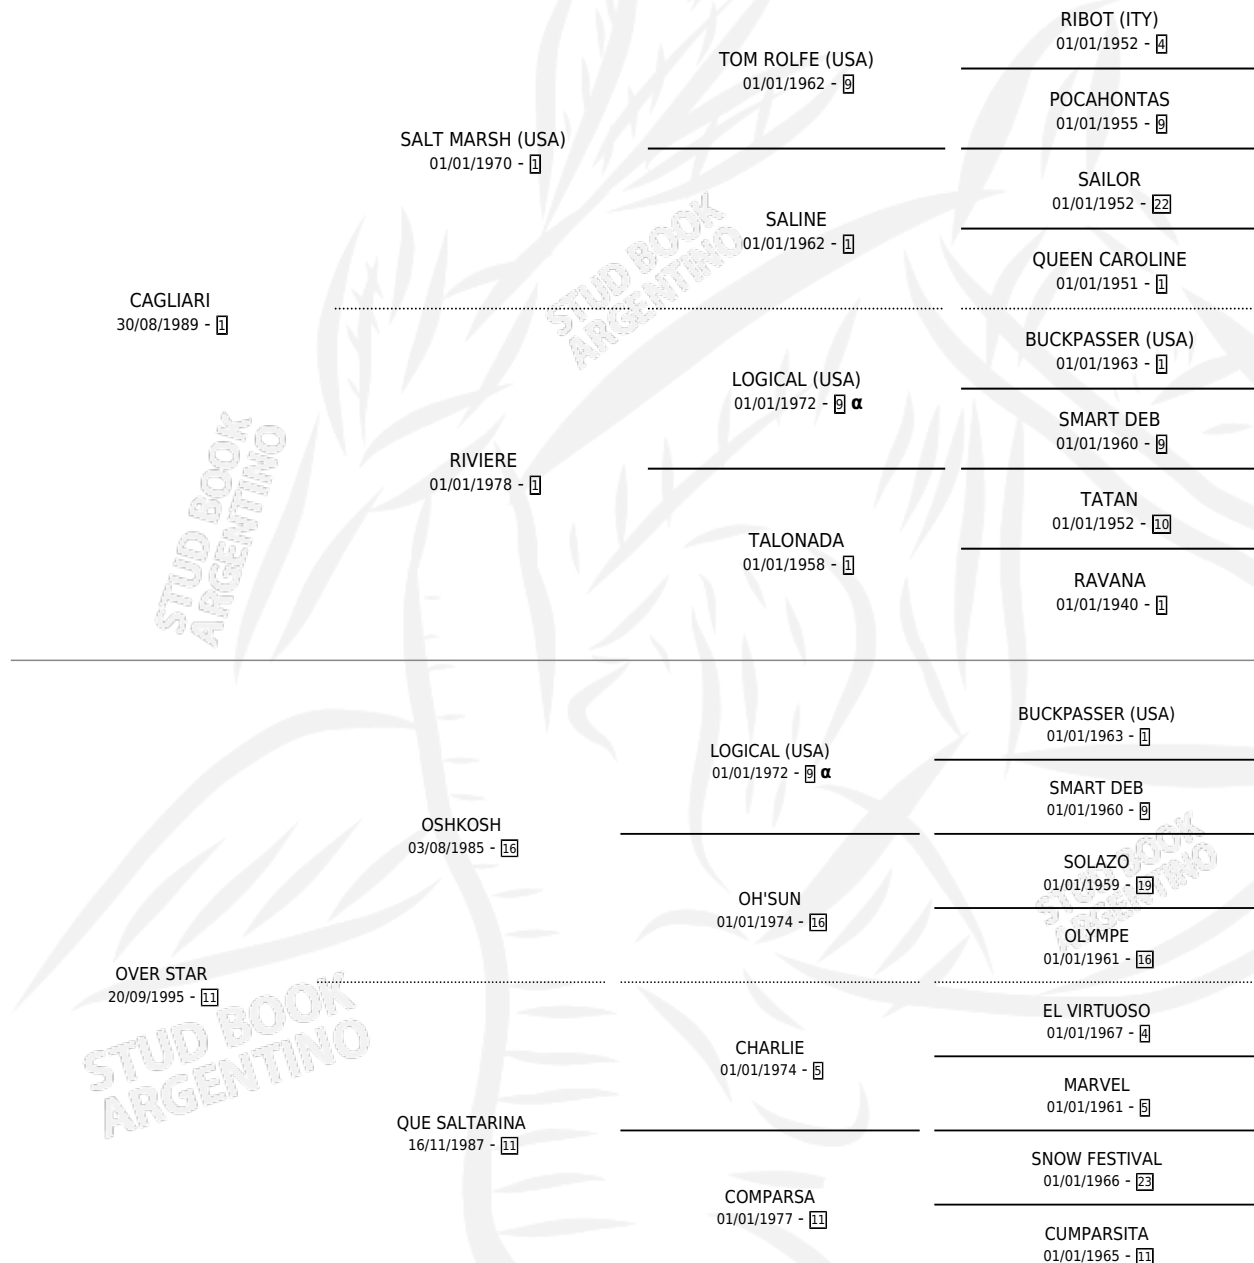 RIBOT (ITY)
01/01/1952 - 4
TOM ROLFE (USA)
01/01/1962 - 9
POCAHONTAS
01/01/1955 - 9
SALT MARSH (USA)
01/01/1970 - 1
SAILOR
01/01/1952 - 22
SALINE
01/01/1962 - 1
QUEEN CAROLINE
01/01/1951 - 1
CAGLIARI
30/08/1989 - 1
BUCKPASSER (USA)
01/01/1963 - 1
LOGICAL (USA)
01/01/1972 - 9 α
SMART DEB
01/01/1960 - 9
RIVIERE
01/01/1978 - 1
TATAN
01/01/1952 - 10
TALONADA
01/01/1958 - 1
RAVANA
01/01/1940 - 1
BUCKPASSER (USA)
01/01/1963 - 1
LOGICAL (USA)
01/01/1972 - 9 α
SMART DEB
01/01/1960 - 9
OSHKOSH
03/08/1985 - 16
SOLAZO
01/01/1959 - 19
OH'SUN
01/01/1974 - 16
OLYMPE
01/01/1961 - 16
OVER STAR
20/09/1995 - 11
EL VIRTUOSO
01/01/1967 - 4
CHARLIE
01/01/1974 - 5
MARVEL
01/01/1961 - 5
QUE SALTARINA
16/11/1987 - 11
SNOW FESTIVAL
01/01/1966 - 23
COMPARSA
01/01/1977 - 11
CUMPARSITA
01/01/1965 - 11
STUD BOOK
ARGENTINO
STUD BOOK
ARGENTINO
STUD BOOK
ARGENTINO
STUD BOOK
ARGENTINO